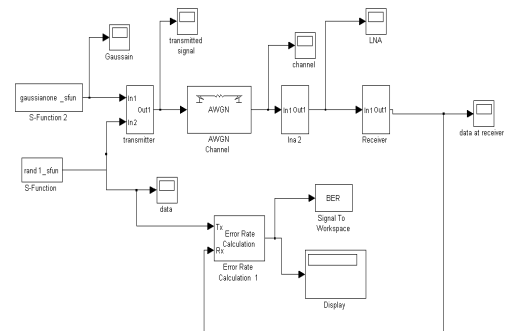 transmitted
signal
LNA
Gaussain
channel
gaussianone _sfun
S-Function 2
In1
In2
Out1
transmitter
AWGN
AWGN
Channel
In1 Out1
lna 2
In1 Out1
Receiver
data at receiver
rand 1_sfun
S-Function
data
Tx
Rx
Error Rate
Calculation
Error Rate
Calculation 1
BER
Signal To
Workspace
Display